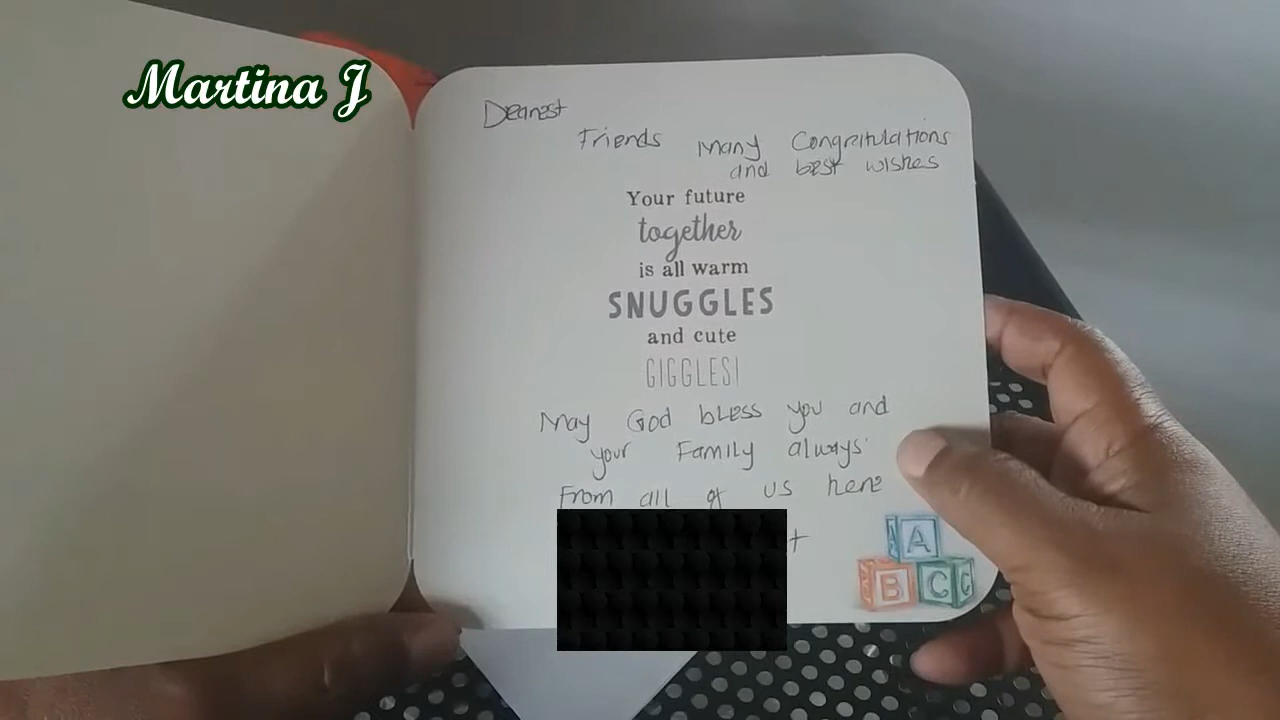 Martina J
Dearest
Friends Many Congritulations
and best wishes
Your future
together
is all warm
SNUGGLES
and cute
GIGGLES!
May God bless you and
your Family always
From all of us here
A
B C